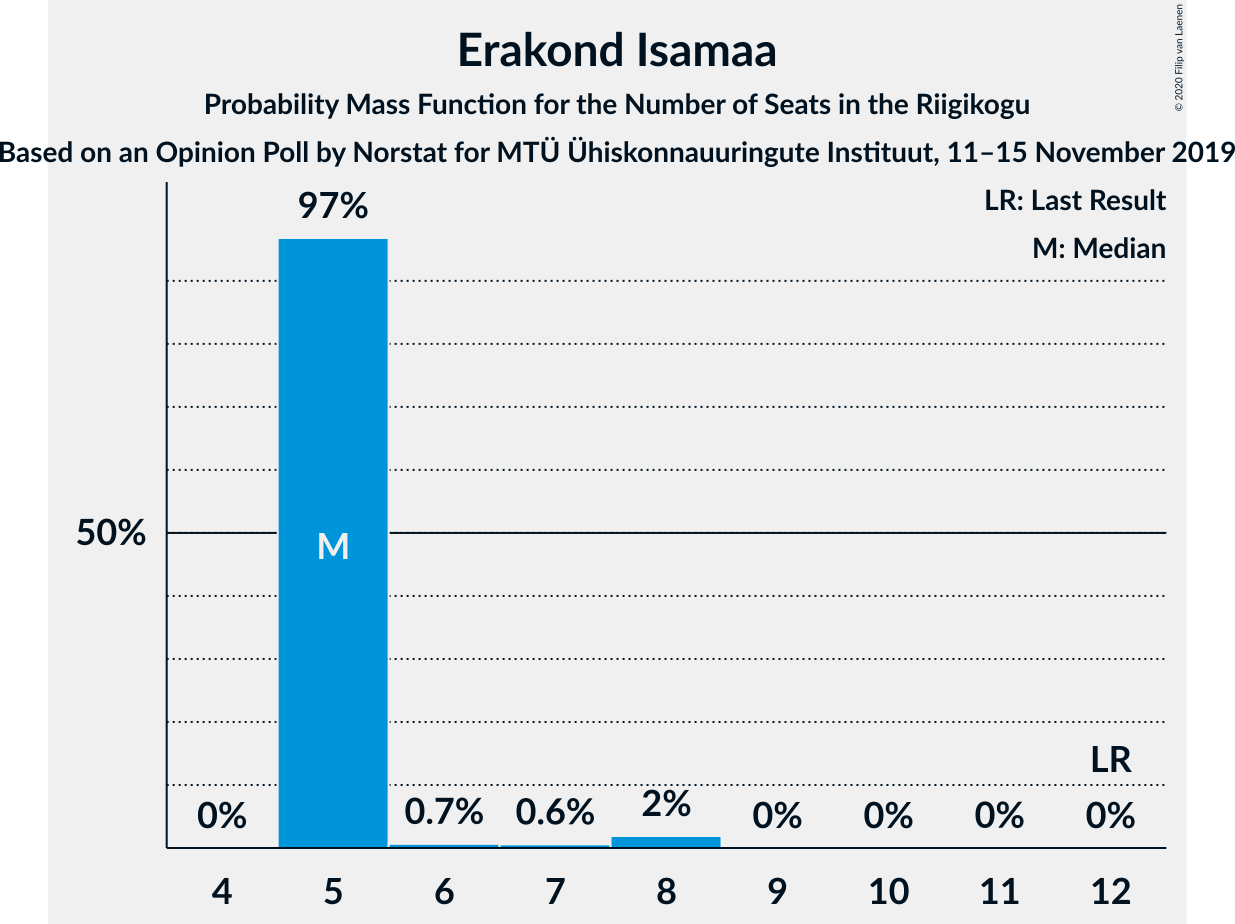 Erakond Isamaa
Probability Mass Function for the Number of Seats in the Riigikogu
Based on an Opinion Poll by Norstat for MTÜ Ühiskonnauuringute Instituut, 11–15 November 2019
© 2020 Filip van Laenen
LR: Last Result
M: Median
97%
50%
M
LR
0%
0.7%
0.6%
2%
0%
0%
0%
0%
4 5 6 7 8 9 10 11 12